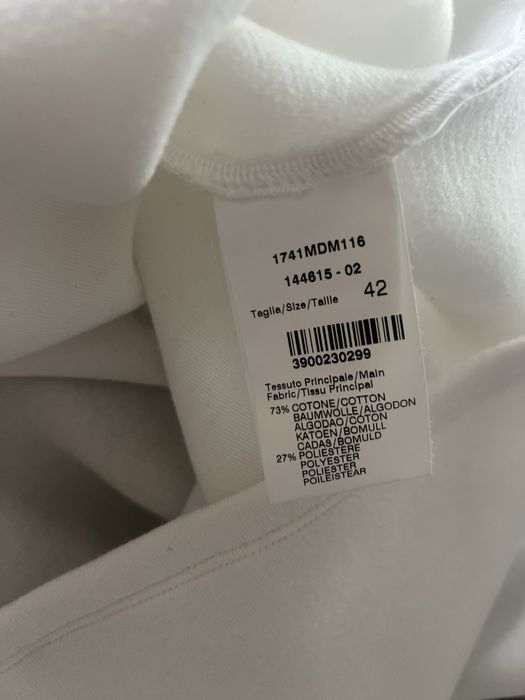 1741MDM116
144615 - 02
Taglia/Size/Taille 42
3900230299
Tessuto Principale/Main
Fabric/Tissu Principal
73% COTONE/COTTON
BAUMWOLLE/ALGODON
ALGODAO/COTON
KATOEN/BOMULL
CADAS/BOMULD
27% POLIESTERE
POLYESTER
POLIESTER
POILEISTEAR